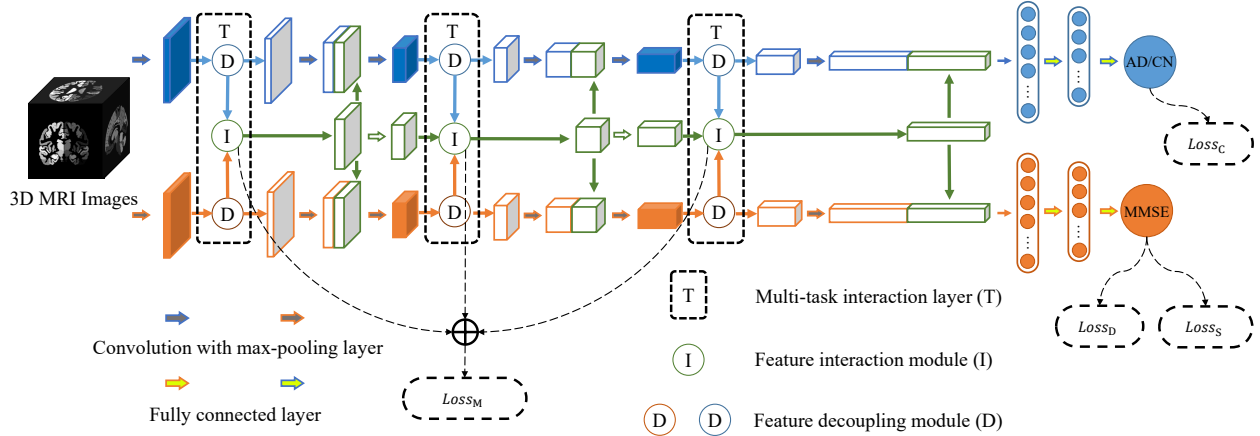 T
T
T
D
D
D
AD/CN
I
I
I
Loss_C
3D MRI Images
D
D
D
MMSE
T
Multi-task interaction layer (T)
Convolution with max-pooling layer
Loss_D
Loss_S
I
Feature interaction module (I)
Loss_M
Fully connected layer
D
D
Feature decoupling module (D)